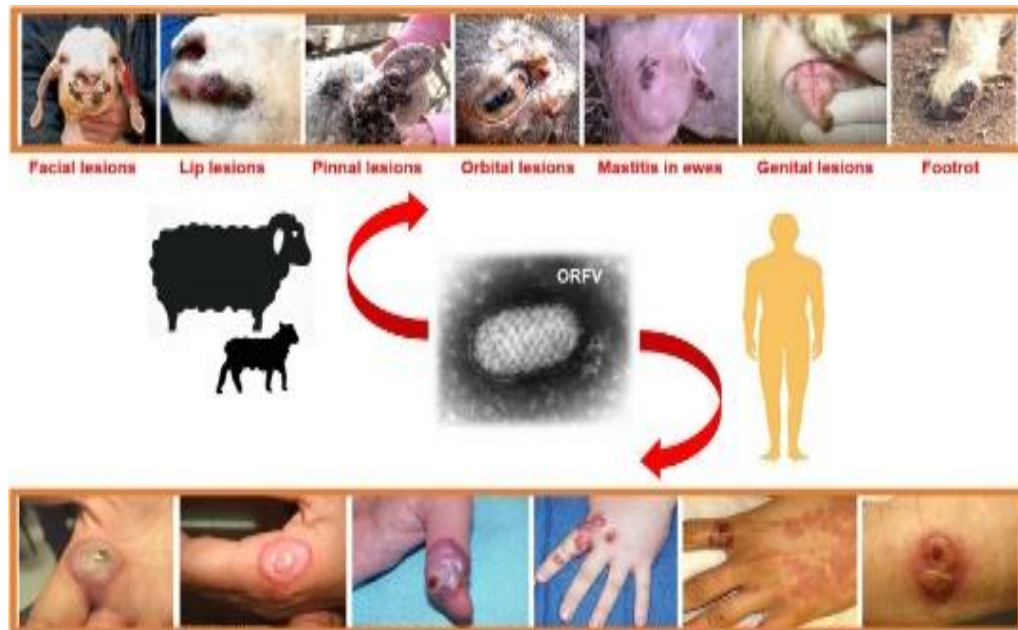 Facial lesions
Lip lesions
Pinnal lesions
Orbital lesions
Mastitis in ewes
Genital lesions
Footrot
ORFV